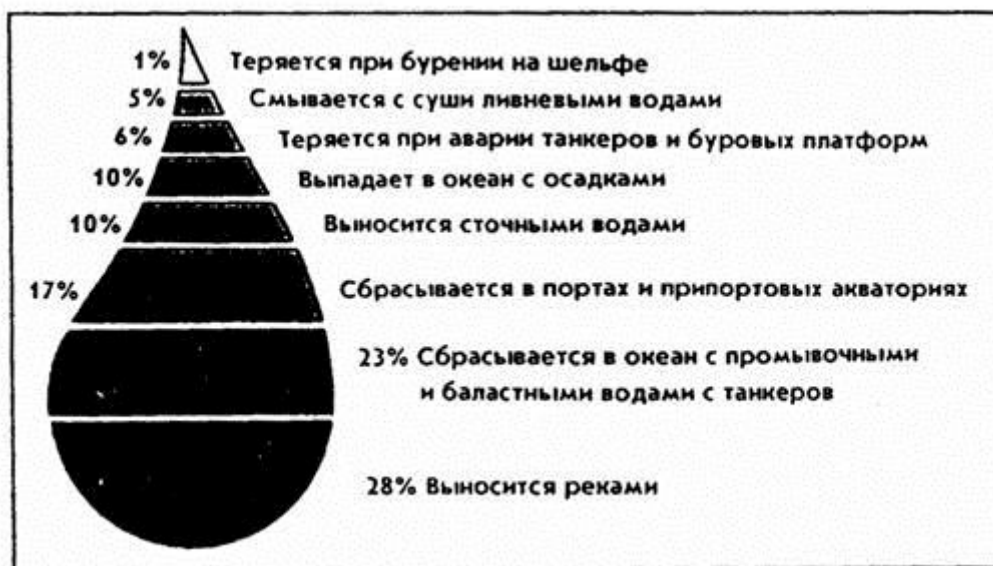 1% Теряется при бурении на шельфе
5% Смывается с суши ливневыми водами
6% Теряется при аварии танкеров и буровых платформ
10% Выпадает в океан с осадками
10% Выносится сточными водами
17% Сбрасывается в портах и припортовых акваториях
23% Сбрасывается в океан с промывочными
и баластными водами с танкеров
28% Выносится реками